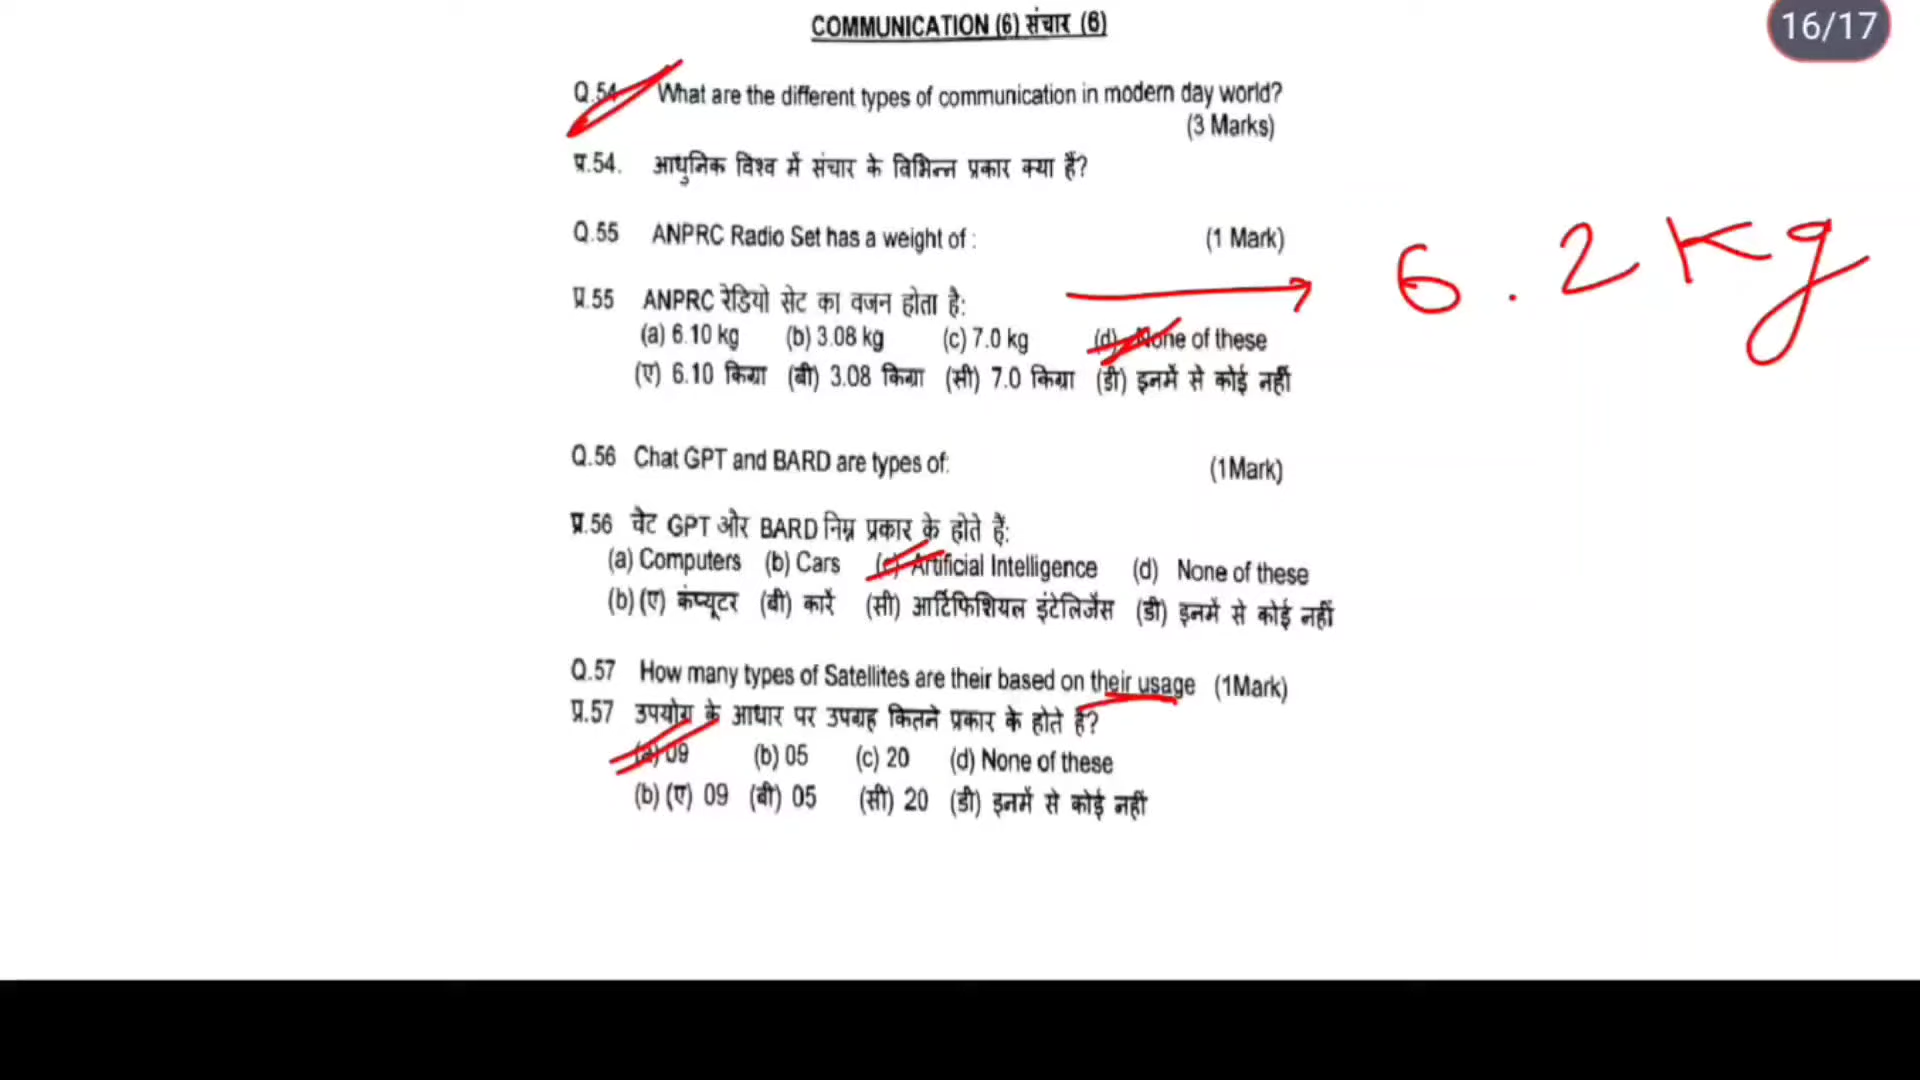 COMMUNICATION (6) संचार (6)
16/17
Q.54 What are the different types of communication in modern day world?
(3 Marks)
प्र.54. आधुनिक विश्व में संचार के विभिन्न प्रकार क्या हैं?
Q.55 ANPRC Radio Set has a weight of : (1 Mark)
6.2 Kg
प्र.55 ANPRC रेडियो सेट का वजन होता है:
(a) 6.10 kg (b) 3.08 kg (c) 7.0 kg (d) None of these
(ए) 6.10 किग्रा (बी) 3.08 किग्रा (सी) 7.0 किग्रा (डी) इनमें से कोई नहीं
Q.56 Chat GPT and BARD are types of: (1Mark)
प्र.56 चैट GPT और BARD निम्न प्रकार के होते हैं:
(a) Computers (b) Cars (c) Artificial Intelligence (d) None of these
(b) (ए) कंप्यूटर (बी) कारें (सी) आर्टिफिशियल इंटेलिजेंस (डी) इनमें से कोई नहीं
Q.57 How many types of Satellites are their based on their usage (1Mark)
प्र.57 उपयोग के आधार पर उपग्रह कितने प्रकार के होते हैं?
(a) 09 (b) 05 (c) 20 (d) None of these
(b) (ए) 09 (बी) 05 (सी) 20 (डी) इनमें से कोई नहीं